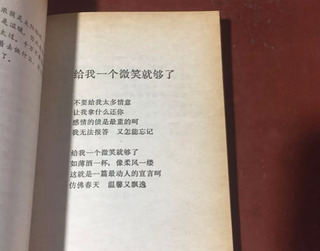 给我一个微笑就够了
不要给我太多情意
让我拿什么还你
感情的债是最重的呵
我无法报答 又怎能忘记
给我一个微笑就够了
如薄酒一杯，像柔风一缕
这就是一篇最动人的宣言呵
仿佛春天 温馨又飘逸